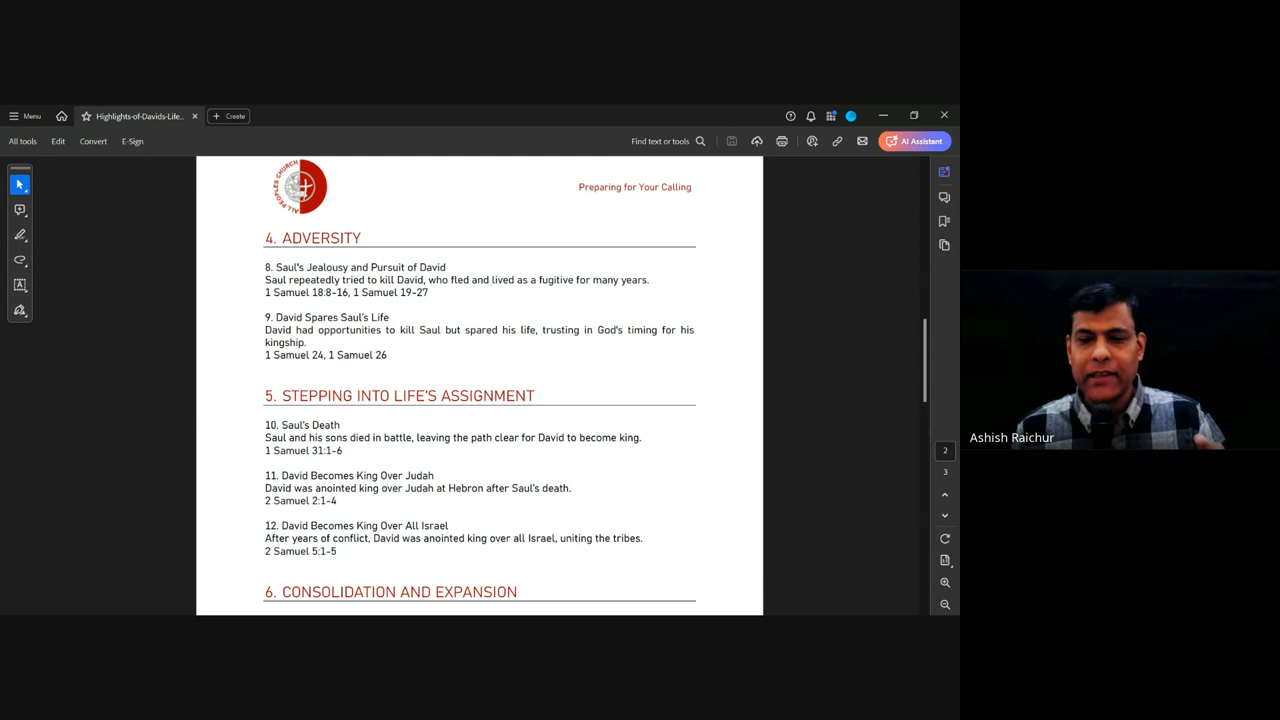 Menu
Highlights-of-Davids-Life...
Create
All tools
Edit
Convert
E-Sign
Find text or tools
AI Assistant
ALL PEOPLES CHURCH
Preparing for Your Calling
4. ADVERSITY
8. Saul's Jealousy and Pursuit of David
Saul repeatedly tried to kill David, who fled and lived as a fugitive for many years.
1 Samuel 18:8-16, 1 Samuel 19-27
9. David Spares Saul's Life
David had opportunities to kill Saul but spared his life, trusting in God's timing for his
kingship.
1 Samuel 24, 1 Samuel 26
5. STEPPING INTO LIFE'S ASSIGNMENT
10. Saul's Death
Saul and his sons died in battle, leaving the path clear for David to become king.
1 Samuel 31:1-6
11. David Becomes King Over Judah
David was anointed king over Judah at Hebron after Saul's death.
2 Samuel 2:1-4
12. David Becomes King Over All Israel
After years of conflict, David was anointed king over all Israel, uniting the tribes.
2 Samuel 5:1-5
6. CONSOLIDATION AND EXPANSION
2
3
Ashish Raichur